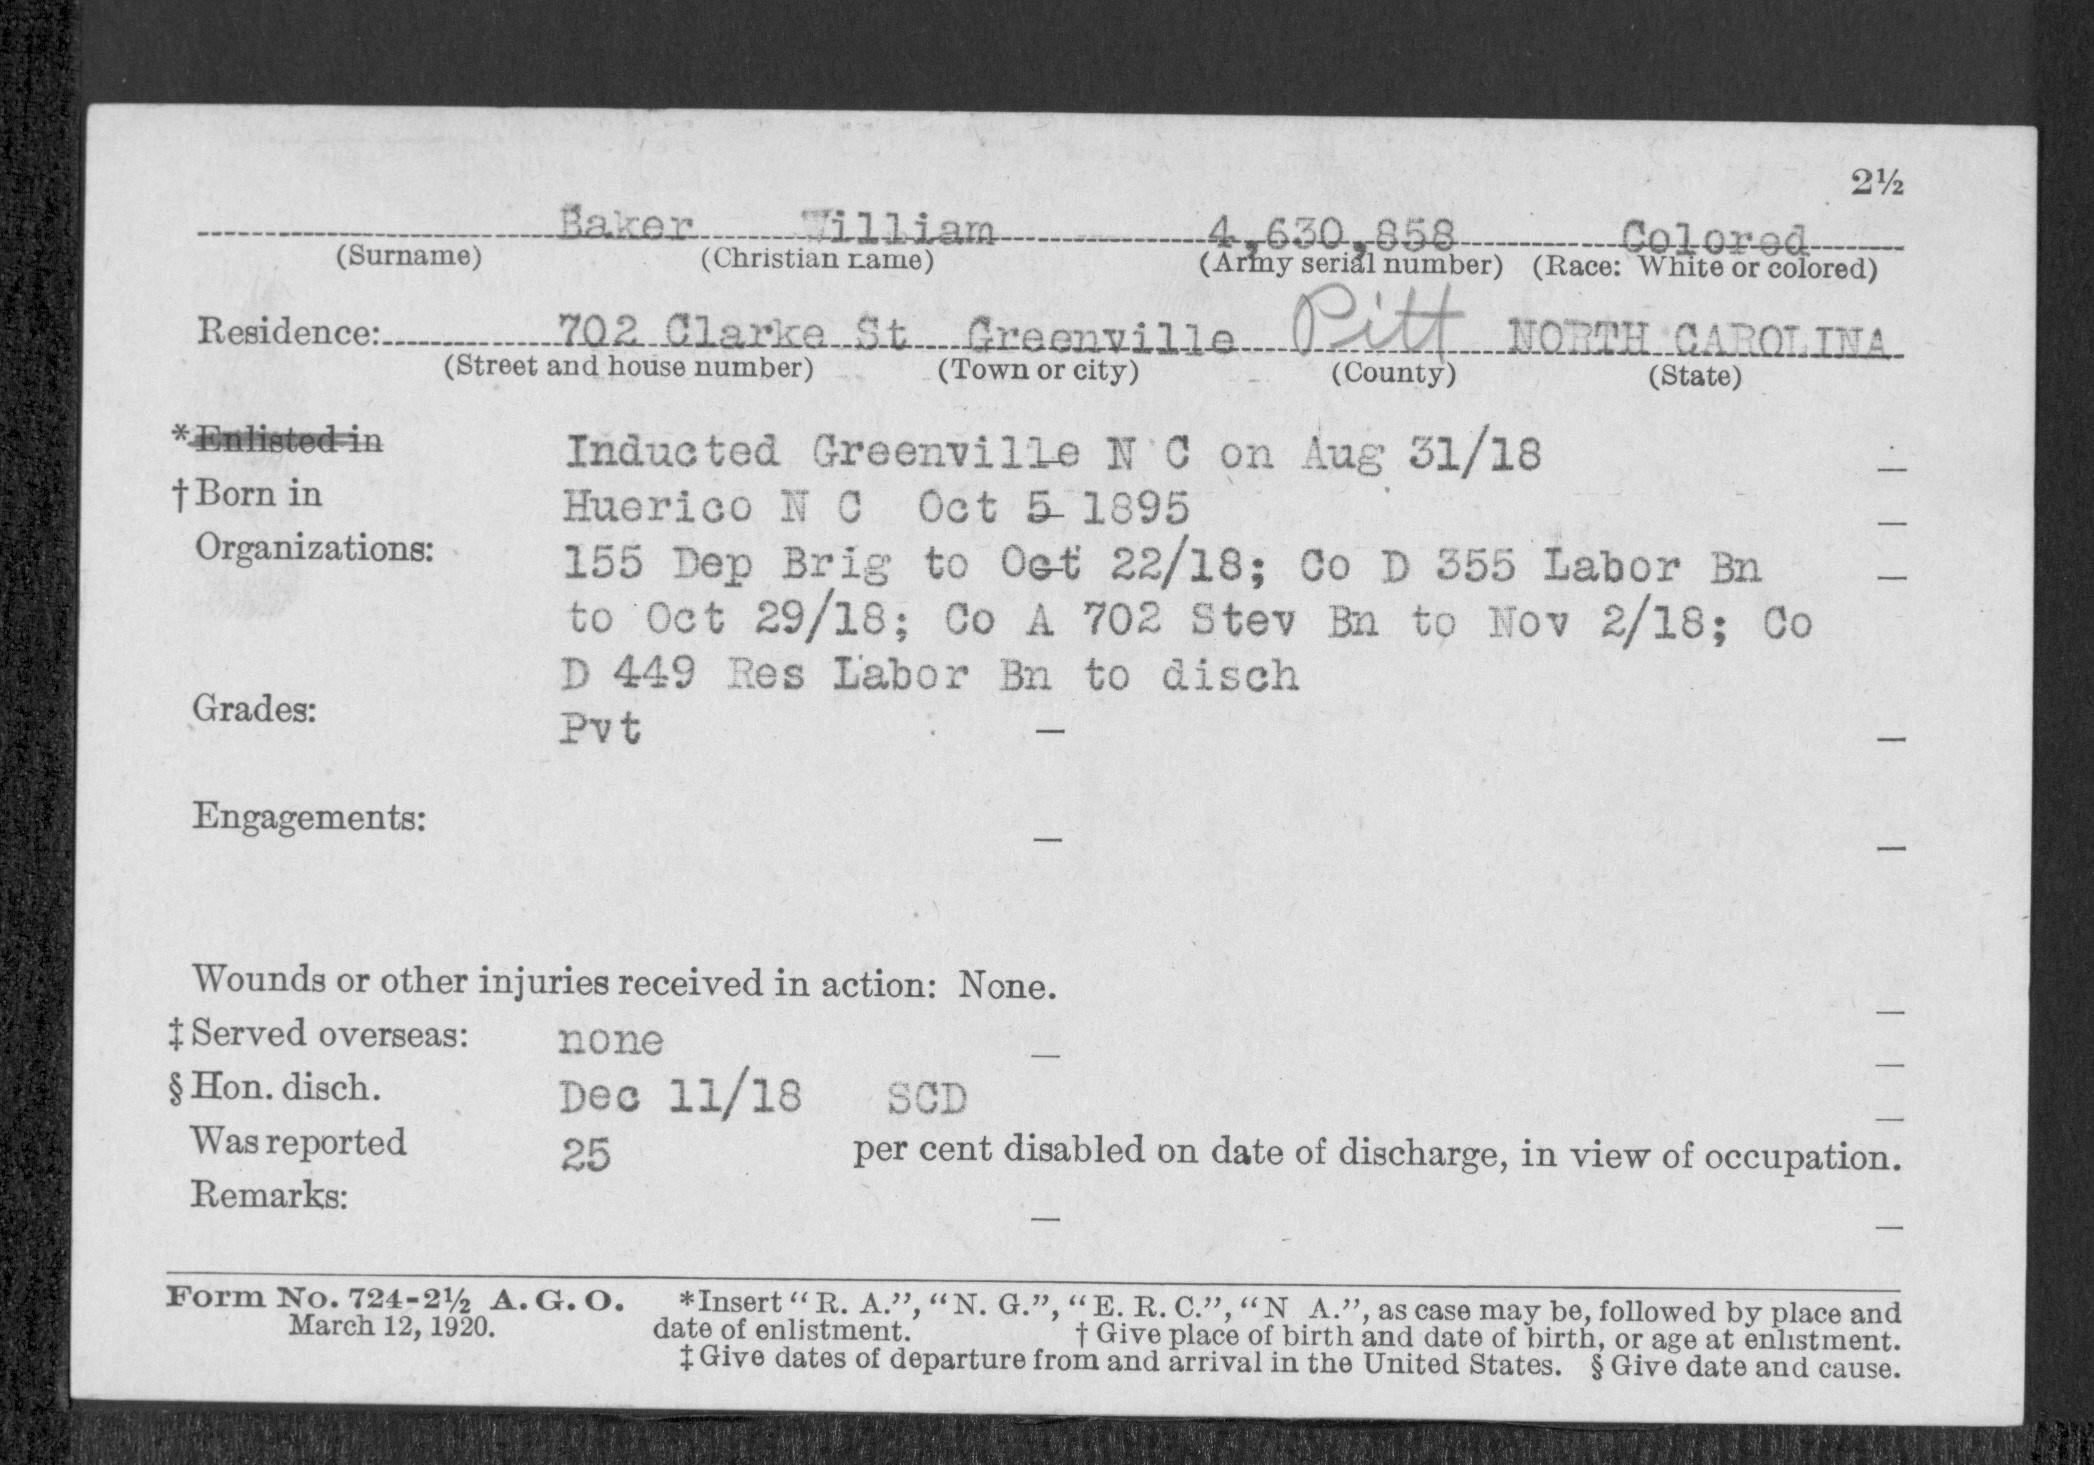 2½
Baker William 4,630,858 Colored
(Surname) (Christian name) (Army serial number) (Race: White or colored)
Residence: 702 Clarke St Greenville Pitt NORTH CAROLINA
(Street and house number) (Town or city) (County) (State)
*Enlisted in Inducted Greenville N C on Aug 31/18
†Born in Huerico N C Oct 5 1895
Organizations: 155 Dep Brig to Oct 22/18; Co D 355 Labor Bn
to Oct 29/18; Co A 702 Stev Bn to Nov 2/18; Co
D 449 Res Labor Bn to disch
Grades: Pvt
Engagements:
Wounds or other injuries received in action: None.
‡Served overseas: none
§Hon. disch. Dec 11/18 SCD
Was reported 25 per cent disabled on date of discharge, in view of occupation.
Remarks:
Form No. 724-2½ A. G. O. *Insert "R. A.", "N. G.", "E. R. C.", "N A.", as case may be, followed by place and
March 12, 1920. date of enlistment. †Give place of birth and date of birth, or age at enlistment.
‡Give dates of departure from and arrival in the United States. §Give date and cause.